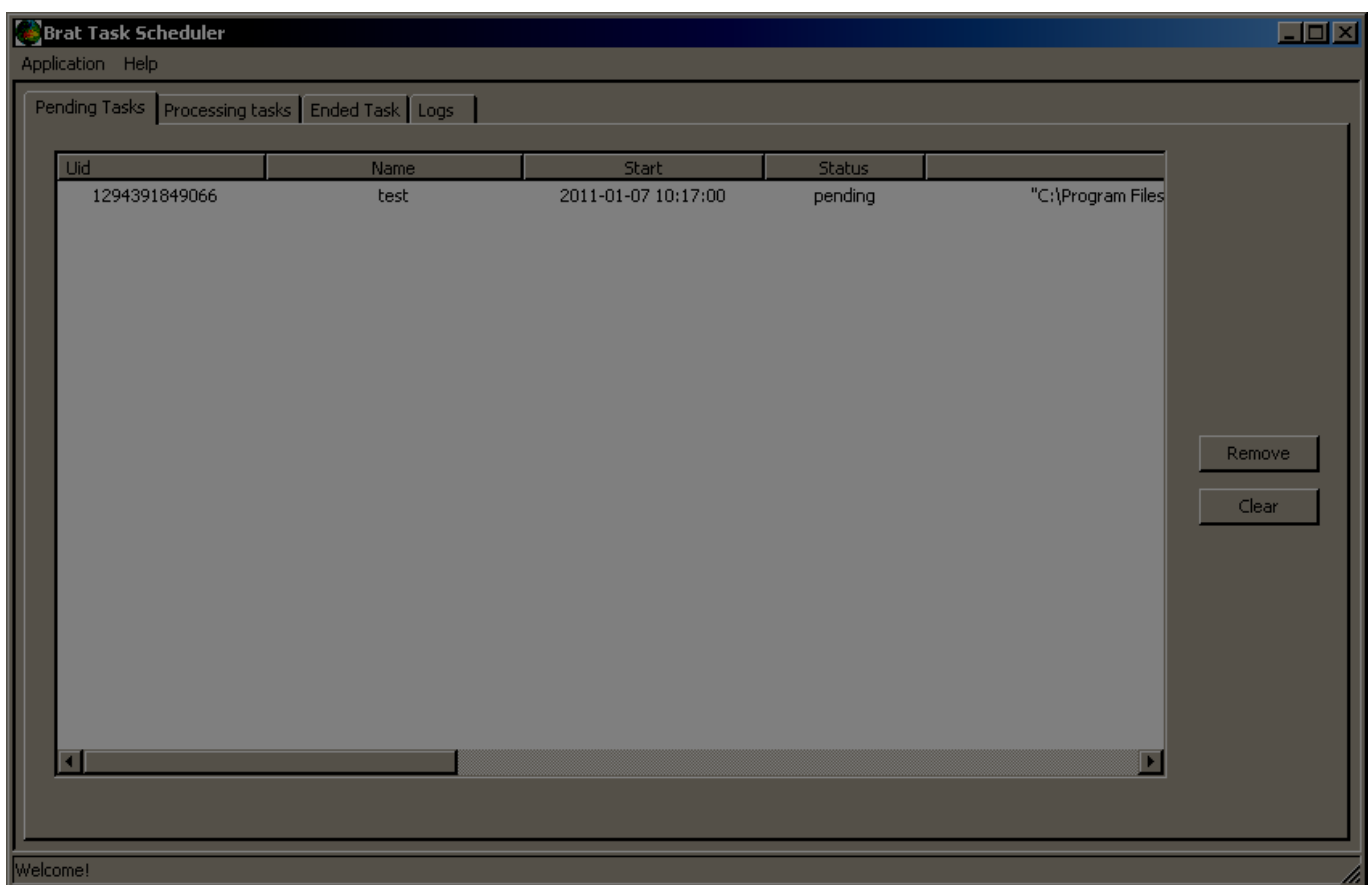 Brat Task Scheduler
Application Help
Pending Tasks Processing tasks Ended Task Logs
Uid Name Start Status
1294391849066 test 2011-01-07 10:17:00 pending "C:\Program Files
Remove
Clear
Welcome!